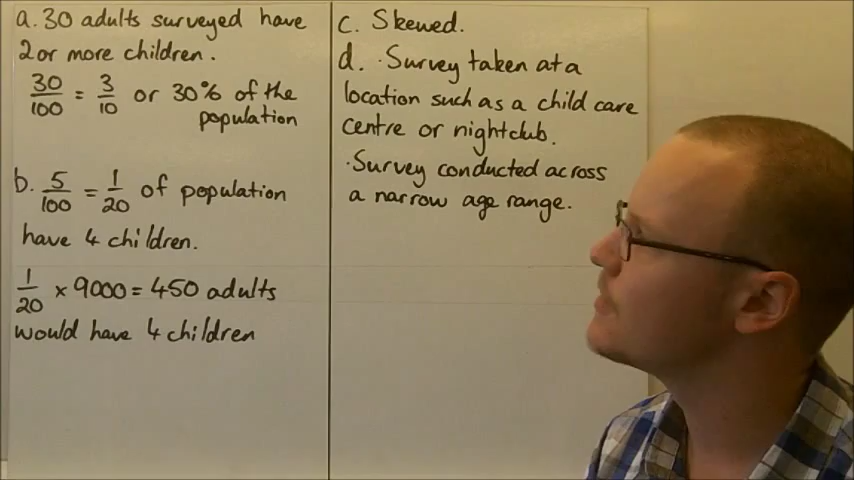 a. 30 adults surveyed have
2 or more children.
30/100 = 3/10 or 30% of the
population
b. 5/100 = 1/20 of population
have 4 children.
1/20 × 9000 = 450 adults
would have 4 children
c. Skewed.
d. · Survey taken at a
location such as a child care
centre or nightclub.
· Survey conducted across
a narrow age range.